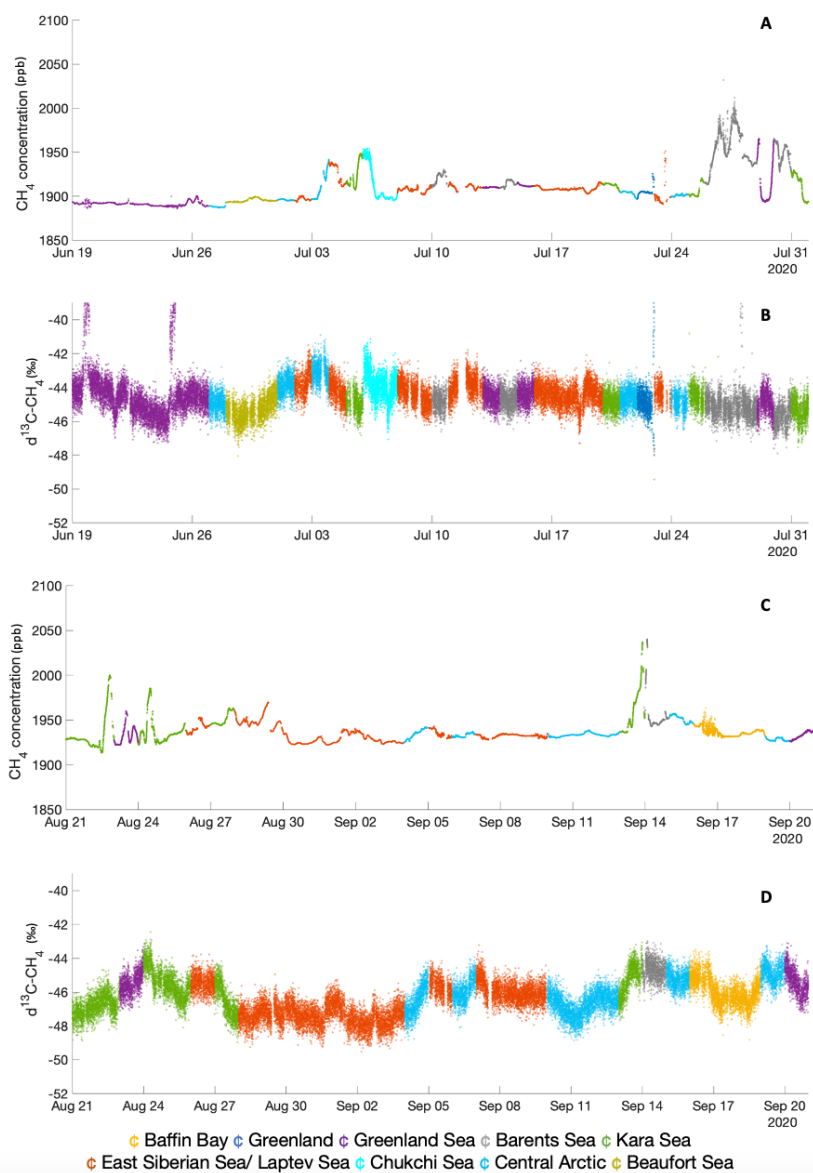 A
2100
2050
2000
1950
1900
1850
CH4 concentration (ppb)
Jun 19 Jun 26 Jul 03 Jul 10 Jul 17 Jul 24 Jul 31
2020
B
-40
-42
-44
-46
-48
-50
-52
d13C-CH4 (‰)
Jun 19 Jun 26 Jul 03 Jul 10 Jul 17 Jul 24 Jul 31
2020
C
2100
2050
2000
1950
1900
1850
CH4 concentration (ppb)
Aug 21 Aug 24 Aug 27 Aug 30 Sep 02 Sep 05 Sep 08 Sep 11 Sep 14 Sep 17 Sep 20
2020
D
-40
-42
-44
-46
-48
-50
-52
d13C-CH4 (‰)
Aug 21 Aug 24 Aug 27 Aug 30 Sep 02 Sep 05 Sep 08 Sep 11 Sep 14 Sep 17 Sep 20
2020
¢ Baffin Bay ¢ Greenland ¢ Greenland Sea ¢ Barents Sea ¢ Kara Sea
¢ East Siberian Sea/ Laptev Sea ¢ Chukchi Sea ¢ Central Arctic ¢ Beaufort Sea